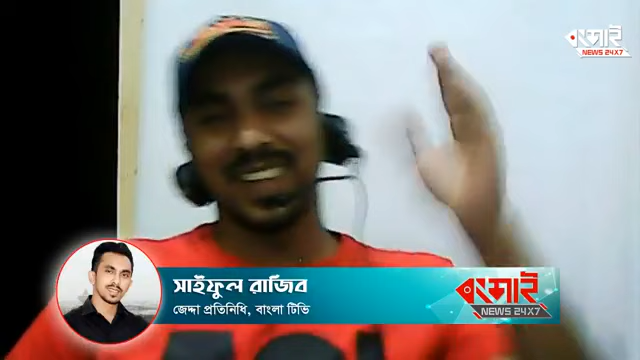 কংসাই
NEWS 24X7
সাইফুল রাজিব
জেদ্দা প্রতিনিধি, বাংলা টিভি
কংসাই
NEWS 24X7